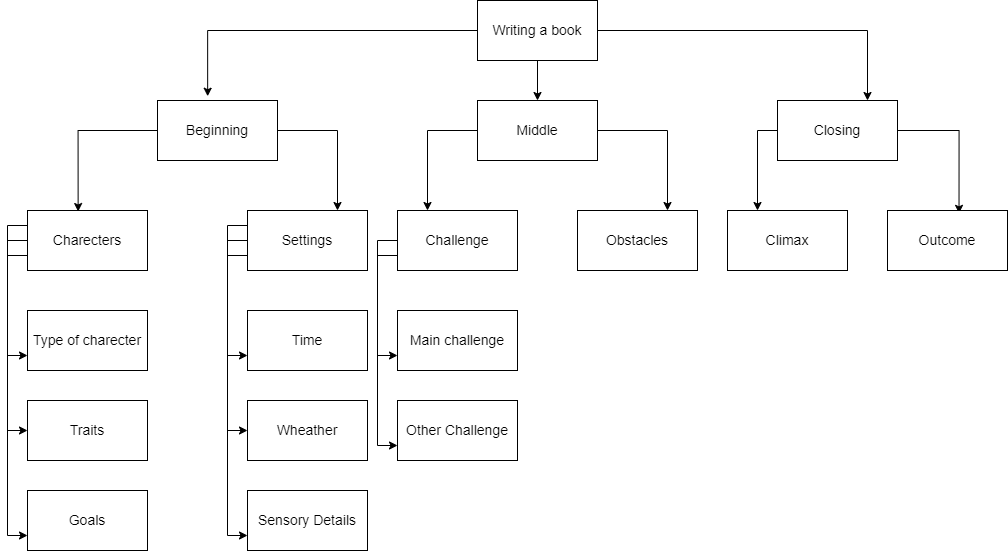 Writing a book
Beginning
Middle
Closing
Charecters
Settings
Challenge
Obstacles
Climax
Outcome
Type of charecter
Time
Main challenge
Traits
Wheather
Other Challenge
Goals
Sensory Details